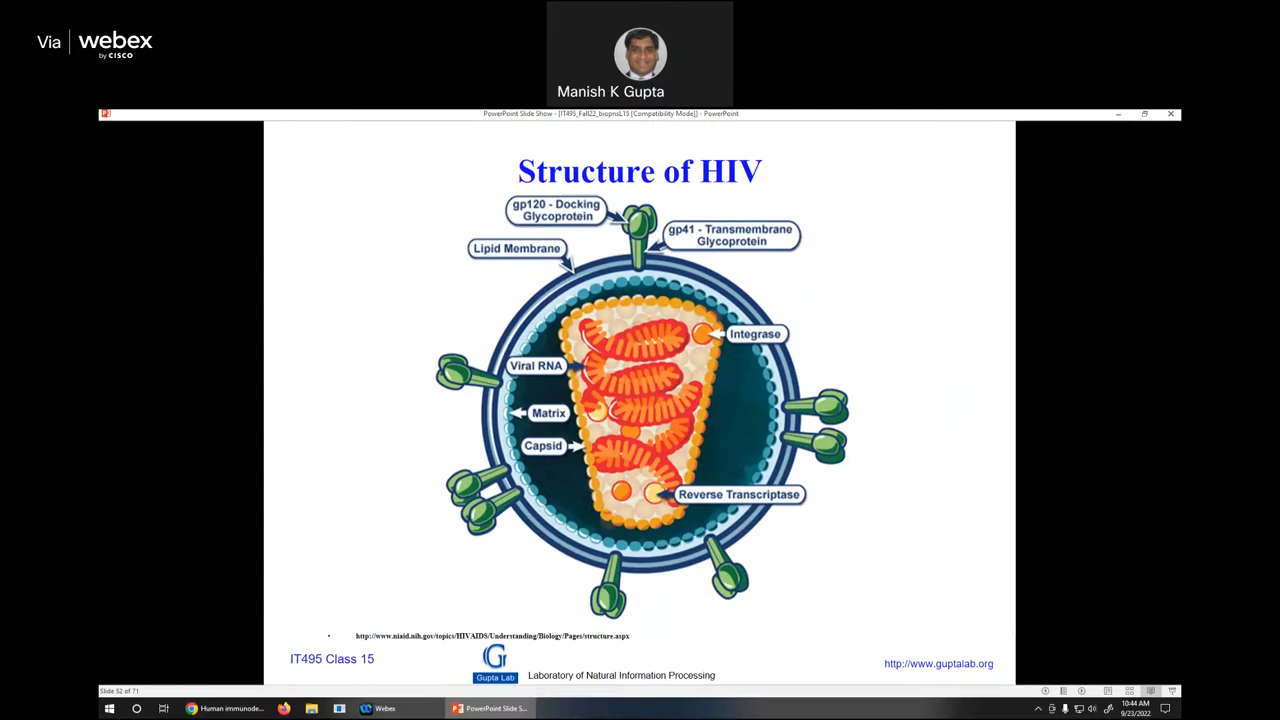 Via webex
by CISCO
Manish K Gupta
PowerPoint Slide Show - [IT495_Fall22_biopnsL15 [Compatibility Mode]] - PowerPoint
Structure of HIV
gp120 - Docking
Glycoprotein
gp41 - Transmembrane
Glycoprotein
Lipid Membrane
Integrase
Viral RNA
Matrix
Capsid
Reverse Transcriptase
• http://www.niaid.nih.gov/topics/HIVAIDS/Understanding/Biology/Pages/structure.aspx
IT495 Class 15
G
Gupta Lab
Laboratory of Natural Information Processing
http://www.guptalab.org
Slide 52 of 71
Human immunode...
Webex
PowerPoint Slide S...
10:44 AM
9/23/2022